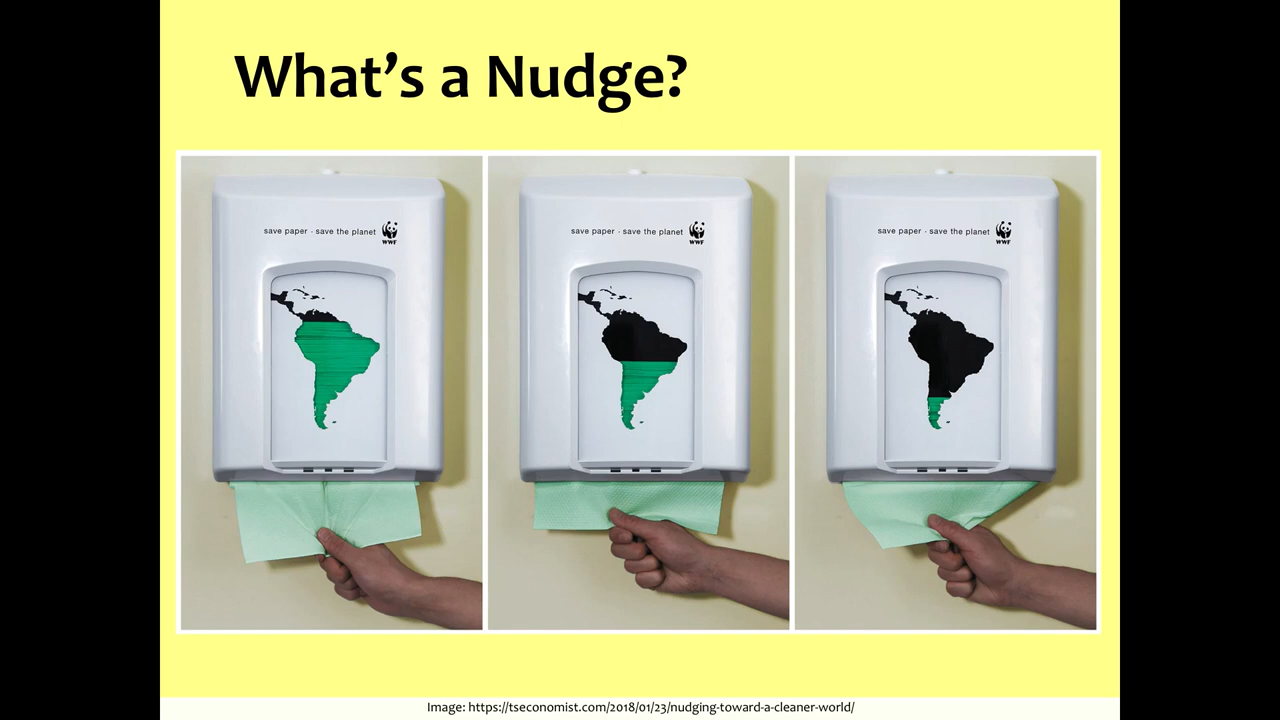 What's a Nudge?
save paper · save the planet
WWF
save paper · save the planet
WWF
save paper · save the planet
WWF
Image: https://tseconomist.com/2018/01/23/nudging-toward-a-cleaner-world/